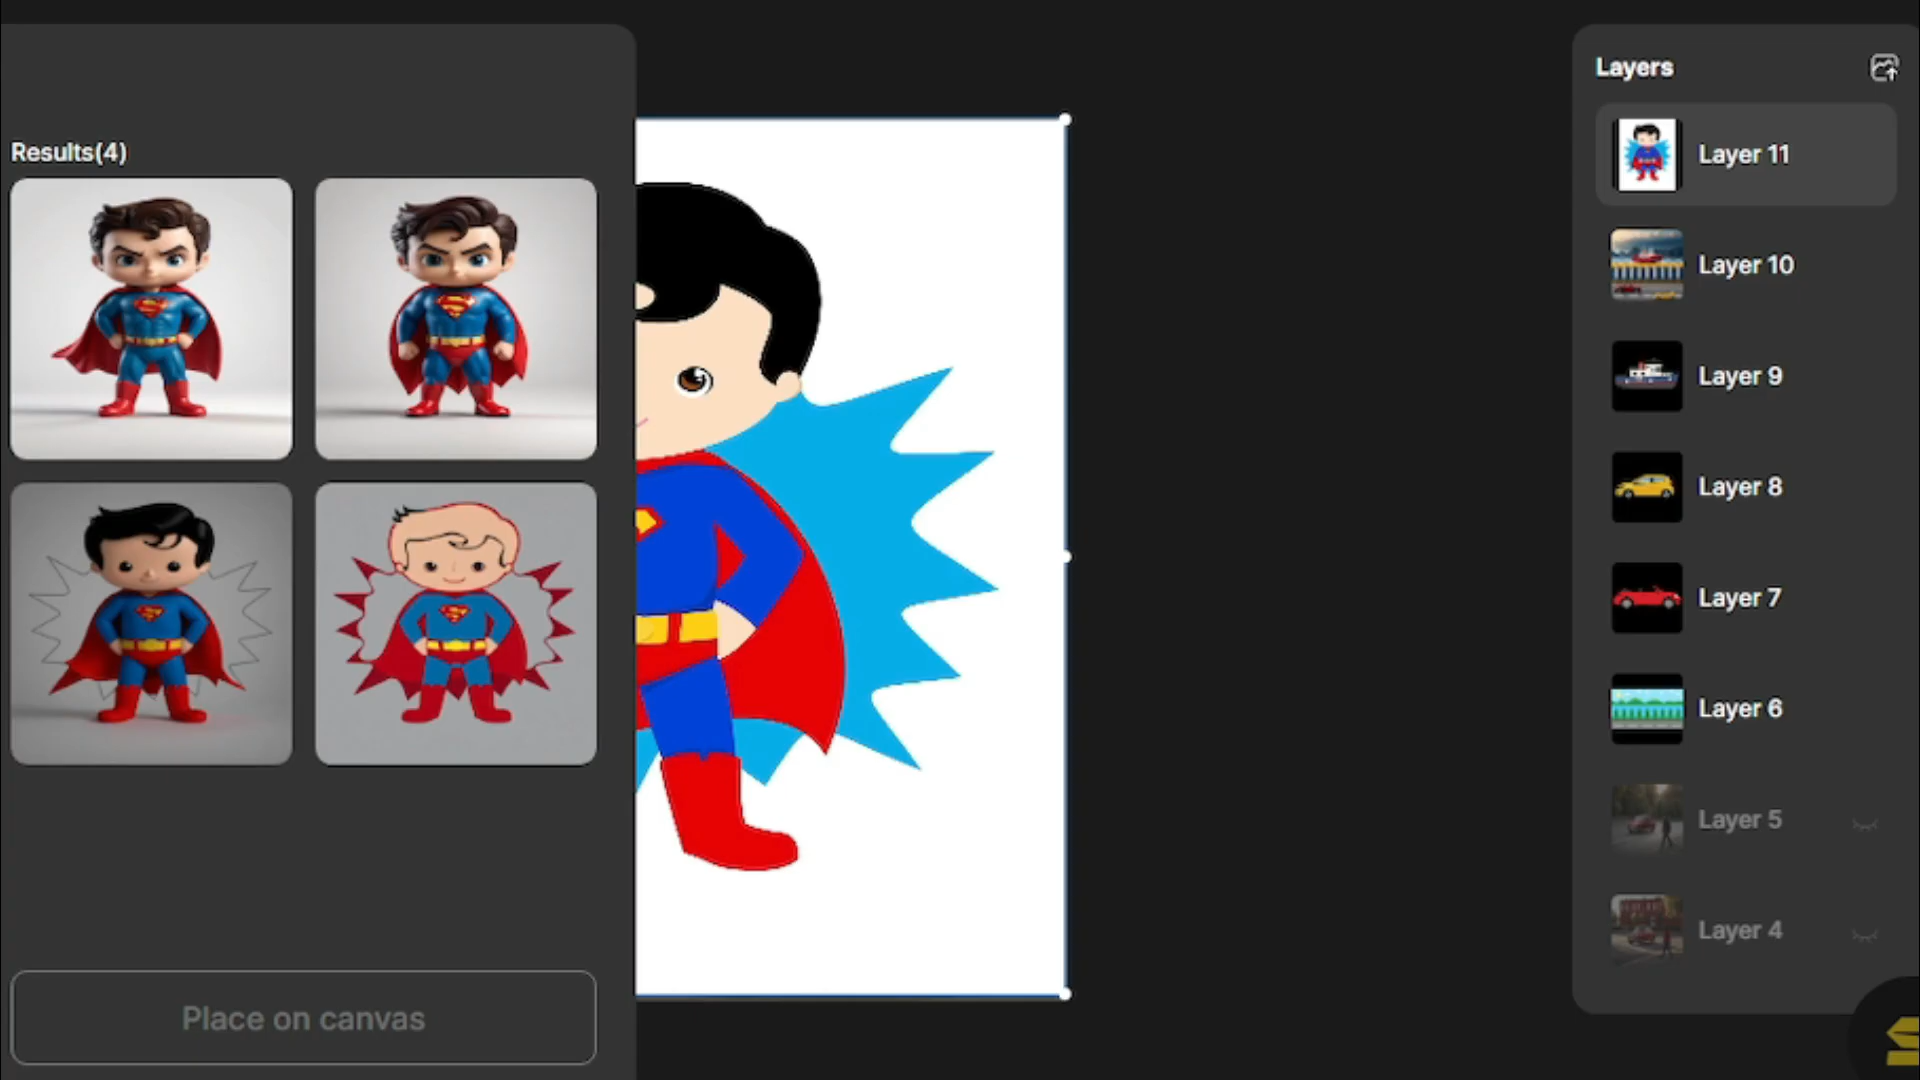 Results(4)
Place on canvas
Layers
Layer 11
Layer 10
Layer 9
Layer 8
Layer 7
Layer 6
Layer 5
Layer 4